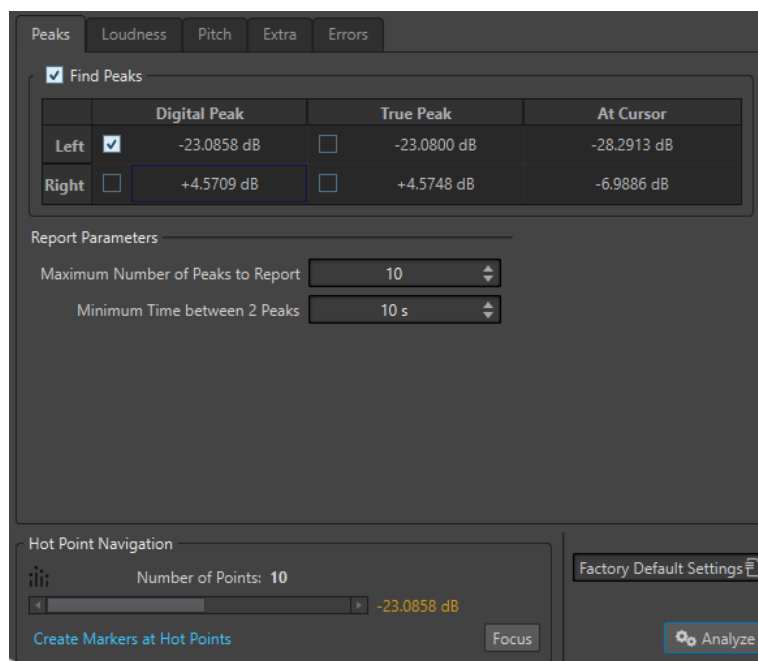 Peaks Loudness Pitch Extra Errors
Find Peaks
Digital Peak True Peak At Cursor
Left -23.0858 dB -23.0800 dB -28.2913 dB
Right +4.5709 dB +4.5748 dB -6.9886 dB
Report Parameters
Maximum Number of Peaks to Report 10
Minimum Time between 2 Peaks 10 s
Hot Point Navigation
Number of Points: 10
Factory Default Settings
-23.0858 dB
Create Markers at Hot Points Focus Analyze